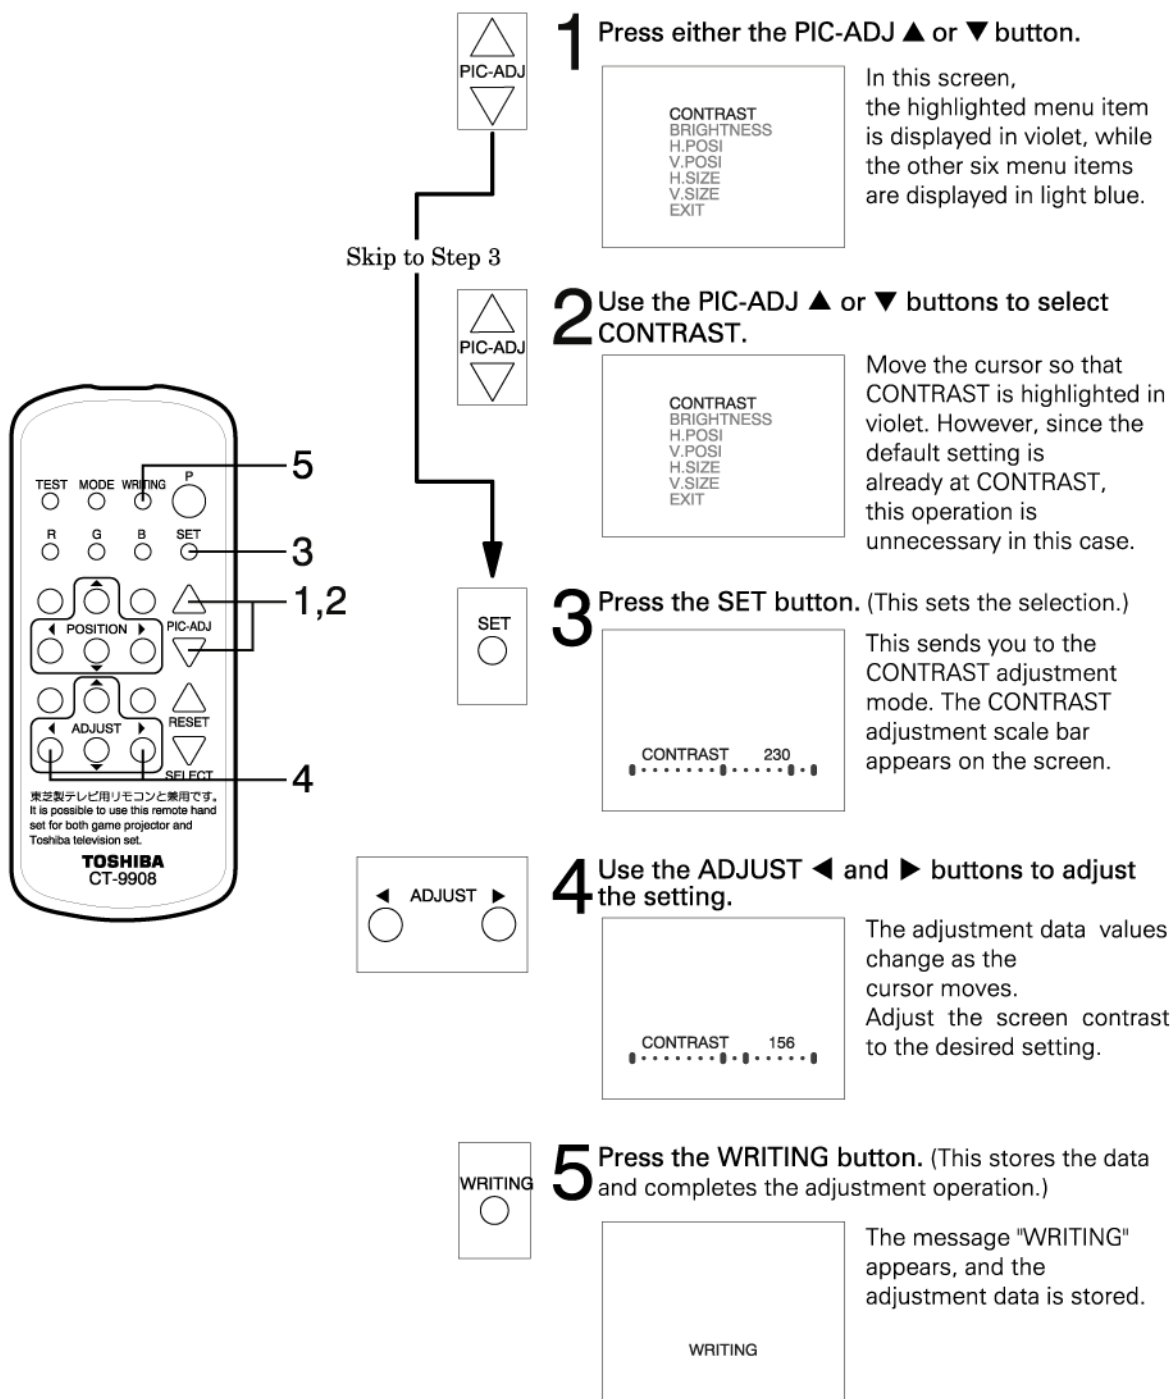 1 Press either the PIC-ADJ ▲ or ▼ button.
PIC-ADJ
CONTRAST
BRIGHTNESS
H.POSI
V.POSI
H.SIZE
V.SIZE
EXIT
In this screen,
the highlighted menu item
is displayed in violet, while
the other six menu items
are displayed in light blue.
Skip to Step 3
2 Use the PIC-ADJ ▲ or ▼ buttons to select
CONTRAST.
PIC-ADJ
CONTRAST
BRIGHTNESS
H.POSI
V.POSI
H.SIZE
V.SIZE
EXIT
Move the cursor so that
CONTRAST is highlighted in
violet. However, since the
default setting is
already at CONTRAST,
this operation is
unnecessary in this case.
TEST MODE WRITING P
5
R G B SET
3
1,2
◀ POSITION ▶ PIC-ADJ
RESET
◀ ADJUST ▶
SELECT
4
東芝製テレビ用リモコンと兼用です。
It is possible to use this remote hand
set for both game projector and
Toshiba television set.
TOSHIBA
CT-9908
3 Press the SET button. (This sets the selection.)
SET
CONTRAST 230
This sends you to the
CONTRAST adjustment
mode. The CONTRAST
adjustment scale bar
appears on the screen.
4 Use the ADJUST ◀ and ▶ buttons to adjust
the setting.
◀ ADJUST ▶
CONTRAST 156
The adjustment data values
change as the
cursor moves.
Adjust the screen contrast
to the desired setting.
5 Press the WRITING button. (This stores the data
and completes the adjustment operation.)
WRITING
WRITING
The message "WRITING"
appears, and the
adjustment data is stored.